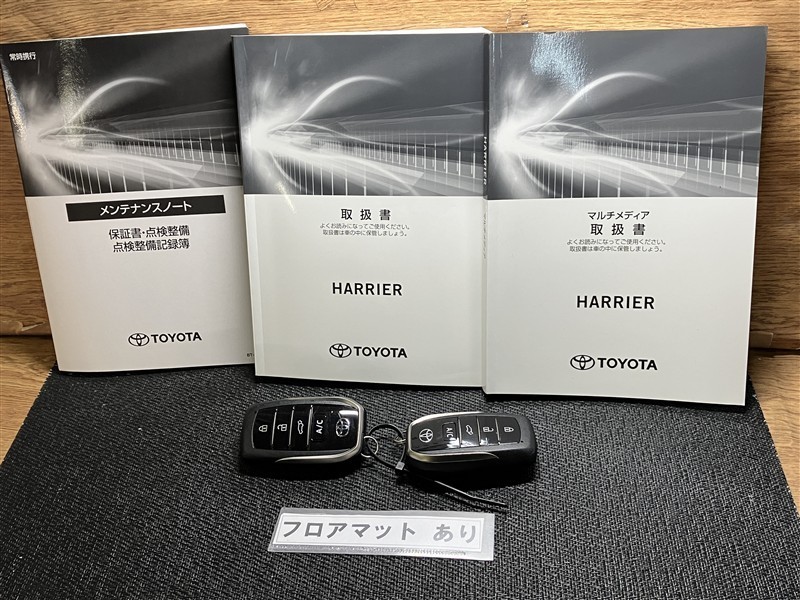 常時携行
メンテナンスノート
保証書・点検整備
点検整備記録簿
TOYOTA
取扱書
よくお読みになってご使用ください。
取扱書は車の中に保管しましょう。
HARRIER
TOYOTA
HARRIER
マルチメディア
取扱書
よくお読みになってご使用ください。
取扱書は車の中に保管しましょう。
HARRIER
TOYOTA
A/C
A/C
フロアマット あり